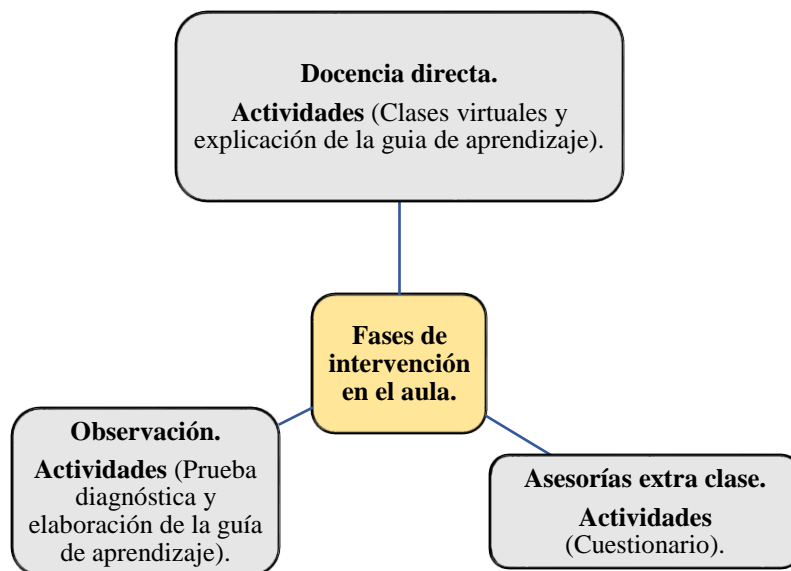 Docencia directa.
Actividades (Clases virtuales y
explicación de la guia de aprendizaje).
Fases de
intervención
en el aula.
Observación.
Actividades (Prueba
diagnóstica y
elaboración de la guía
de aprendizaje).
Asesorías extra clase.
Actividades
(Cuestionario).